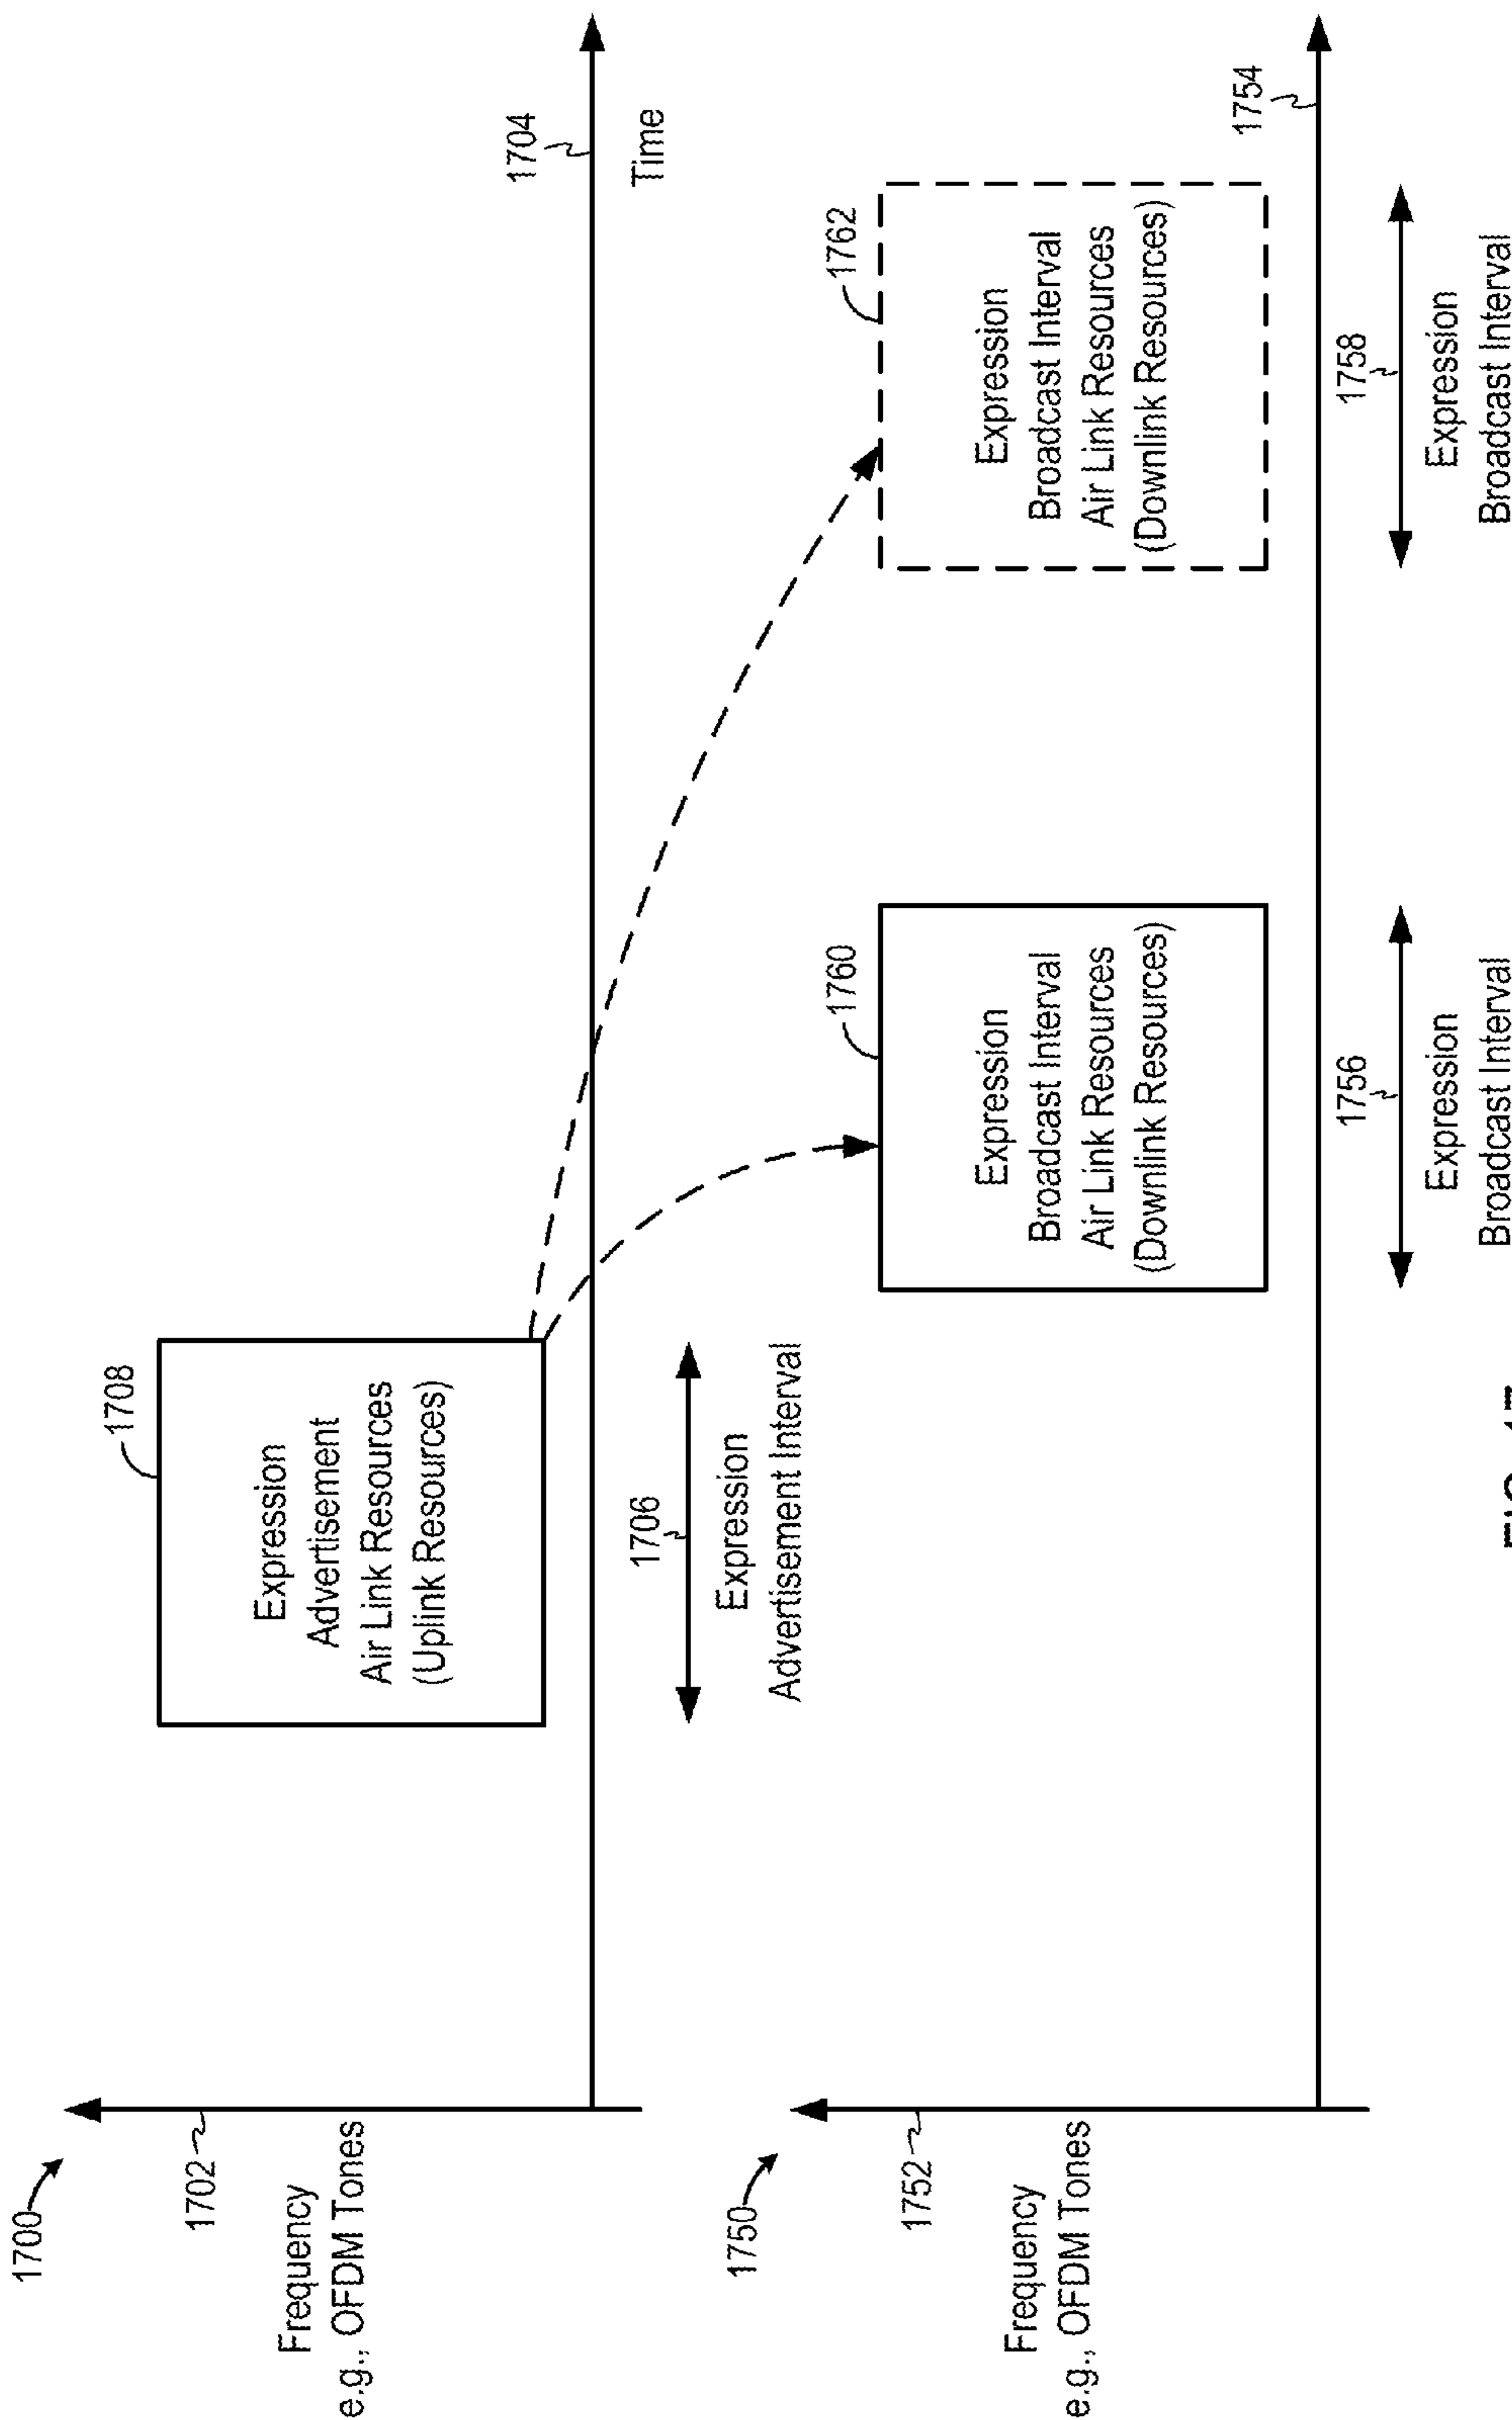 1700
1702
Frequency
e.g., OFDM Tones
1708
Expression
Advertisement
Air Link Resources
(Uplink Resources)
1704
Time
1706
Expression
Advertisement Interval
1750
1752
Frequency
e.g., OFDM Tones
1760
Expression
Broadcast Interval
Air Link Resources
(Downlink Resources)
1762
Expression
Broadcast Interval
Air Link Resources
(Downlink Resources)
1754
1756
Expression
Broadcast Interval
1758
Expression
Broadcast Interval